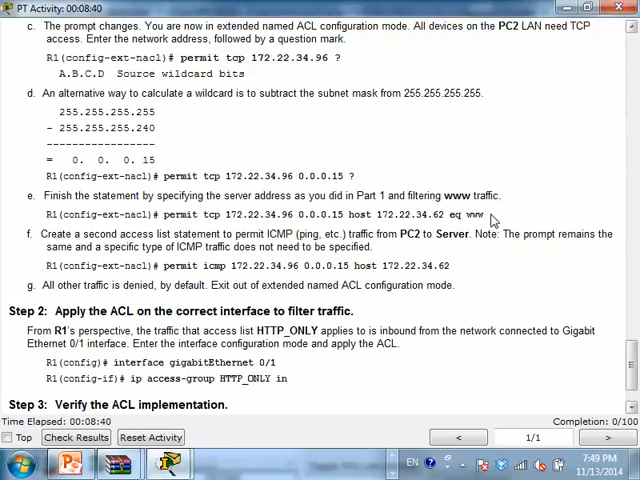 PT Activity: 00:08:40
c. The prompt changes. You are now in extended named ACL configuration mode. All devices on the PC2 LAN need TCP
access. Enter the network address, followed by a question mark.
R1(config-ext-nacl)# permit tcp 172.22.34.96 ?
A.B.C.D Source wildcard bits
d. An alternative way to calculate a wildcard is to subtract the subnet mask from 255.255.255.255.
255.255.255.255
- 255.255.255.240
-----------------
= 0. 0. 0. 15
R1(config-ext-nacl)# permit tcp 172.22.34.96 0.0.0.15 ?
e. Finish the statement by specifying the server address as you did in Part 1 and filtering www traffic.
R1(config-ext-nacl)# permit tcp 172.22.34.96 0.0.0.15 host 172.22.34.62 eq www
f. Create a second access list statement to permit ICMP (ping, etc.) traffic from PC2 to Server. Note: The prompt remains the
same and a specific type of ICMP traffic does not need to be specified.
R1(config-ext-nacl)# permit icmp 172.22.34.96 0.0.0.15 host 172.22.34.62
g. All other traffic is denied, by default. Exit out of extended named ACL configuration mode.
Step 2: Apply the ACL on the correct interface to filter traffic.
From R1's perspective, the traffic that access list HTTP_ONLY applies to is inbound from the network connected to Gigabit
Ethernet 0/1 interface. Enter the interface configuration mode and apply the ACL.
R1(config)# interface gigabitEthernet 0/1
R1(config-if)# ip access-group HTTP_ONLY in
Step 3: Verify the ACL implementation.
Time Elapsed: 00:08:40 Completion: 0/100
Top Check Results Reset Activity < 1/1 >
EN 7:49 PM
11/13/2014